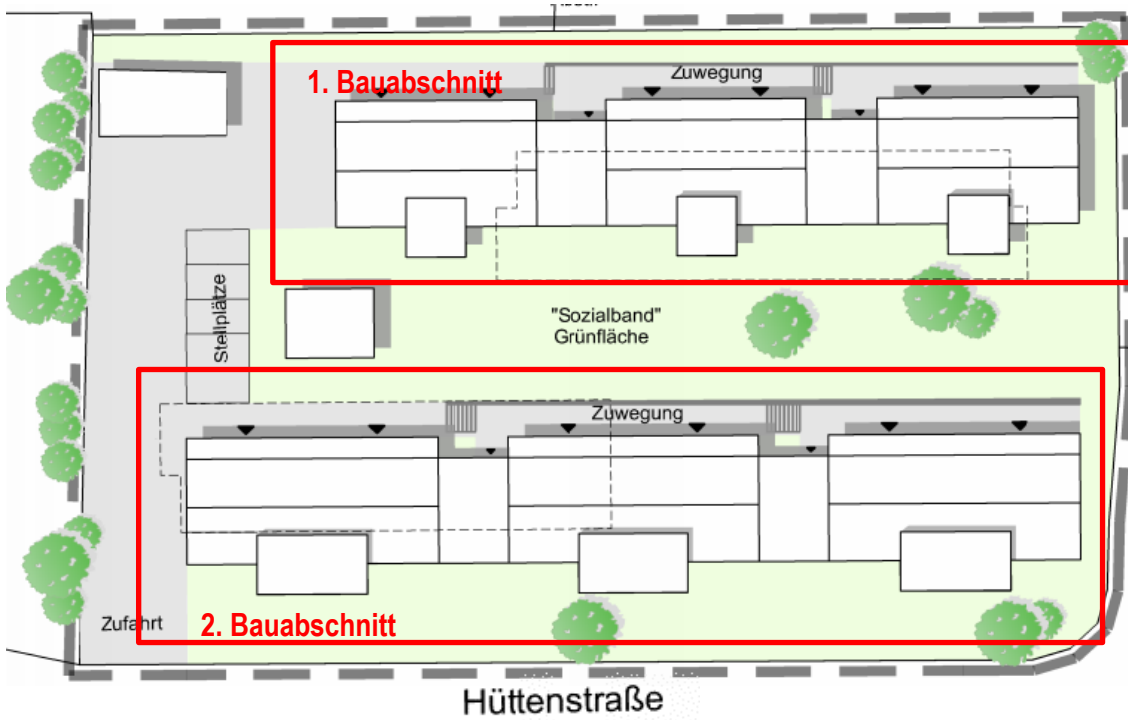 Zuwegung
1. Bauabschnitt
Stellplätze
"Sozialband"
Grünfläche
Zuwegung
Zufahrt
2. Bauabschnitt
Hüttenstraße